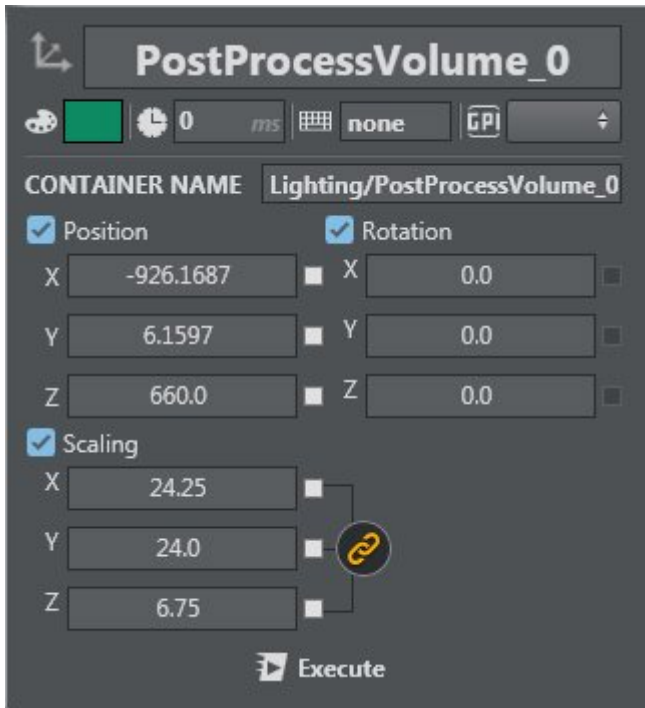 PostProcessVolume_0
0 ms none GPI
CONTAINER NAME Lighting/PostProcessVolume_0
Position Rotation
X -926.1687 X 0.0
Y 6.1597 Y 0.0
Z 660.0 Z 0.0
Scaling
X 24.25
Y 24.0
Z 6.75
Execute